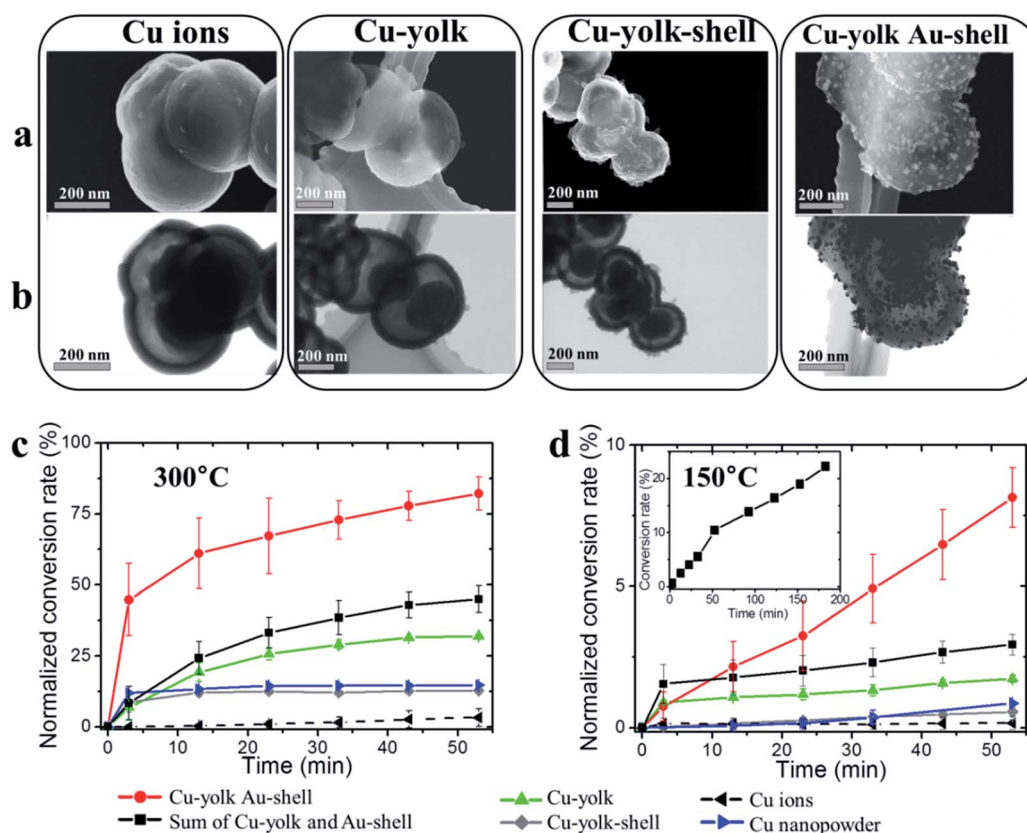 Cu ions Cu-yolk Cu-yolk-shell Cu-yolk Au-shell
a
200 nm 200 nm 200 nm 200 nm
b
200 nm 200 nm 200 nm 200 nm
c
300°C
Normalized conversion rate (%)
100
75
50
25
0
0 10 20 30 40 50
Time (min)
d
150°C
Normalized conversion rate (%)
10
5
0
0 10 20 30 40 50
Time (min)
Conversion rate (%)
20
10
0
0 50 100 150 200
Time (min)
Cu-yolk Au-shell Cu-yolk Cu ions
Sum of Cu-yolk and Au-shell Cu-yolk-shell Cu nanopowder